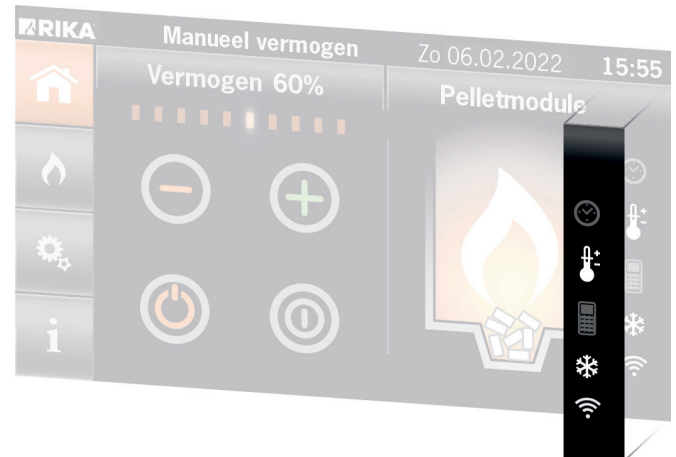 RIKA
Manueel vermogen
Zo 06.02.2022
15:55
Vermogen 60%
Pelletmodule
i